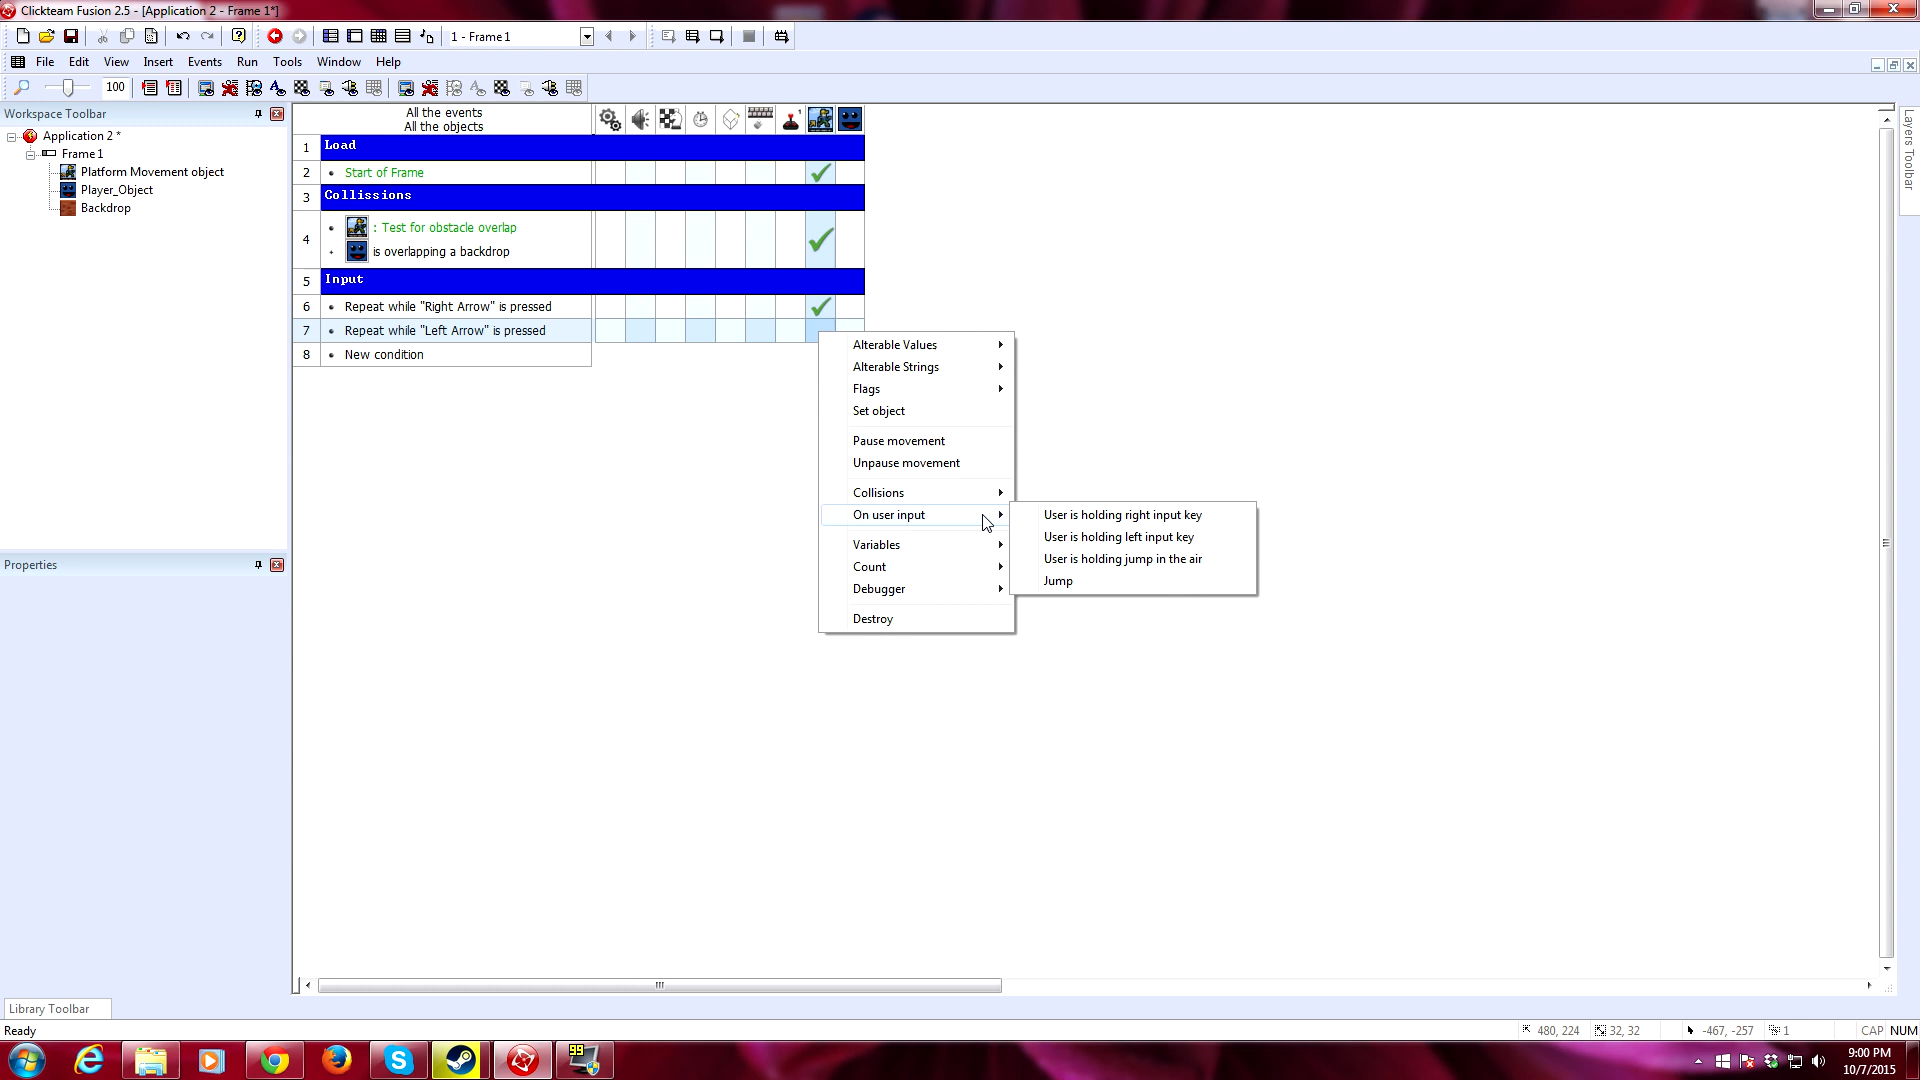 Clickteam Fusion 2.5 - [Application 2 - Frame 1*]
1 - Frame 1
File Edit View Insert Events Run Tools Window Help
100
Workspace Toolbar
Application 2 *
Frame 1
Platform Movement object
Player_Object
Backdrop
Properties
Library Toolbar
All the events
All the objects
1 Load
2 Start of Frame
3 Collissions
4 : Test for obstacle overlap
is overlapping a backdrop
5 Input
6 Repeat while "Right Arrow" is pressed
7 Repeat while "Left Arrow" is pressed
8 New condition
Alterable Values
Alterable Strings
Flags
Set object
Pause movement
Unpause movement
Collisions
On user input
Variables
Count
Debugger
Destroy
User is holding right input key
User is holding left input key
User is holding jump in the air
Jump
Layers Toolbar
Ready
480, 224 32, 32 -467, -257 1 CAP NUM
99
9:00 PM
10/7/2015